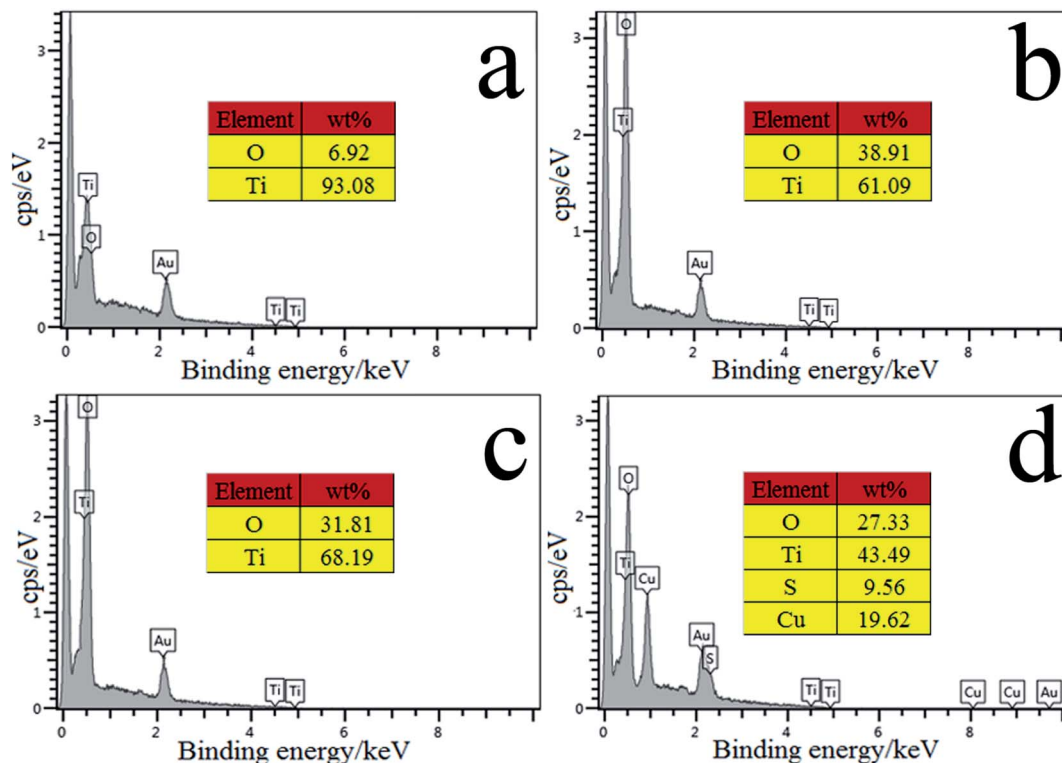 a
Element wt%
O 6.92
Ti 93.08
cps/eV
3
2
1
0
Ti
O
Au
Ti Ti
0 2 4 6 8
Binding energy/keV
b
Element wt%
O 38.91
Ti 61.09
cps/eV
3
2
1
0
O
Ti
Au
Ti Ti
0 2 4 6 8
Binding energy/keV
c
Element wt%
O 31.81
Ti 68.19
cps/eV
3
2
1
0
O
Ti
Au
Ti Ti
0 2 4 6 8
Binding energy/keV
d
Element wt%
O 27.33
Ti 43.49
S 9.56
Cu 19.62
cps/eV
3
2
1
0
O
Ti
Cu
Au
S
Ti Ti
Cu Cu Au
0 2 4 6 8
Binding energy/keV